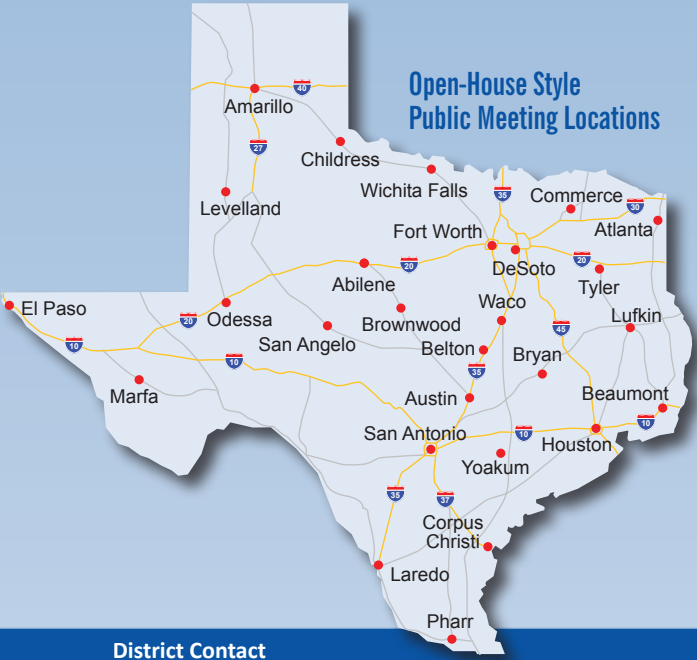 Open-House Style
Public Meeting Locations
40
Amarillo
27
Childress
Wichita Falls
35
Commerce
30
Levelland
Atlanta
Fort Worth
DeSoto
20
Abilene
20
Tyler
El Paso
20
Odessa
Brownwood
Waco
Lufkin
10
San Angelo
45
10
Belton
Bryan
35
Marfa
Austin
Beaumont
San Antonio
10
Houston
10
Yoakum
35
37
Corpus
Christi
Laredo
Pharr
District Contact